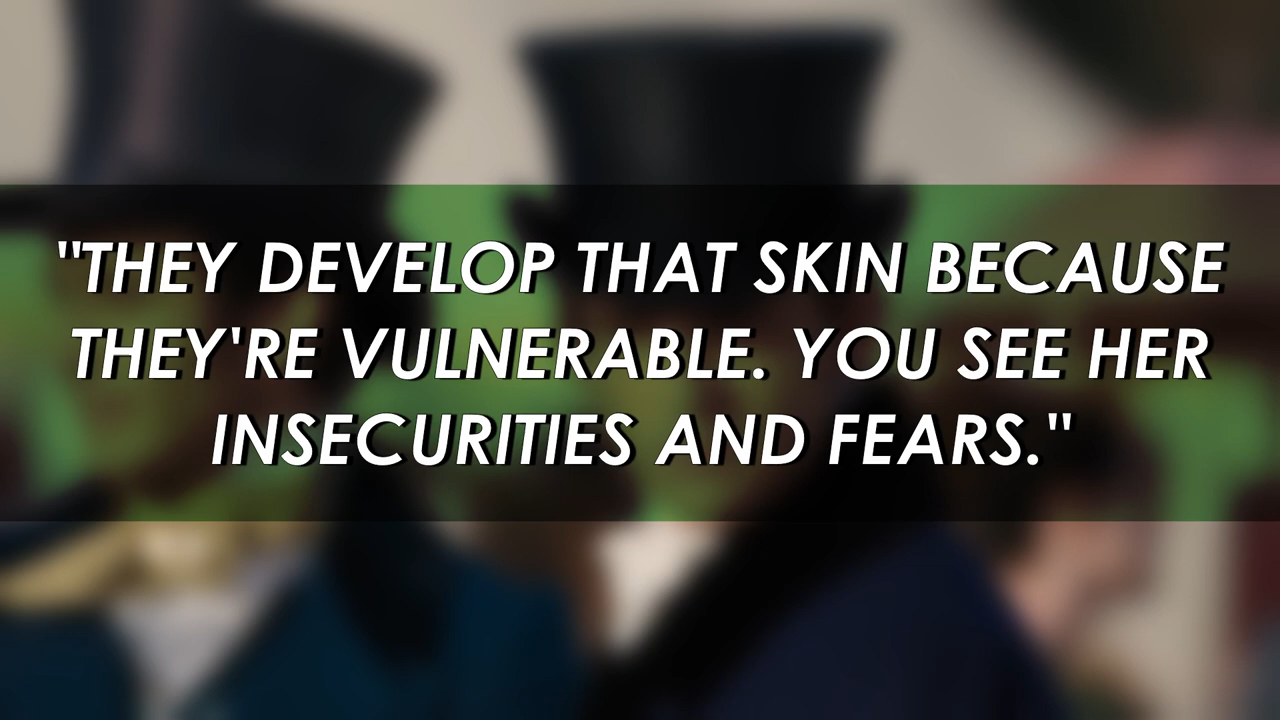 "THEY DEVELOP THAT SKIN BECAUSE
THEY'RE VULNERABLE. YOU SEE HER
INSECURITIES AND FEARS."